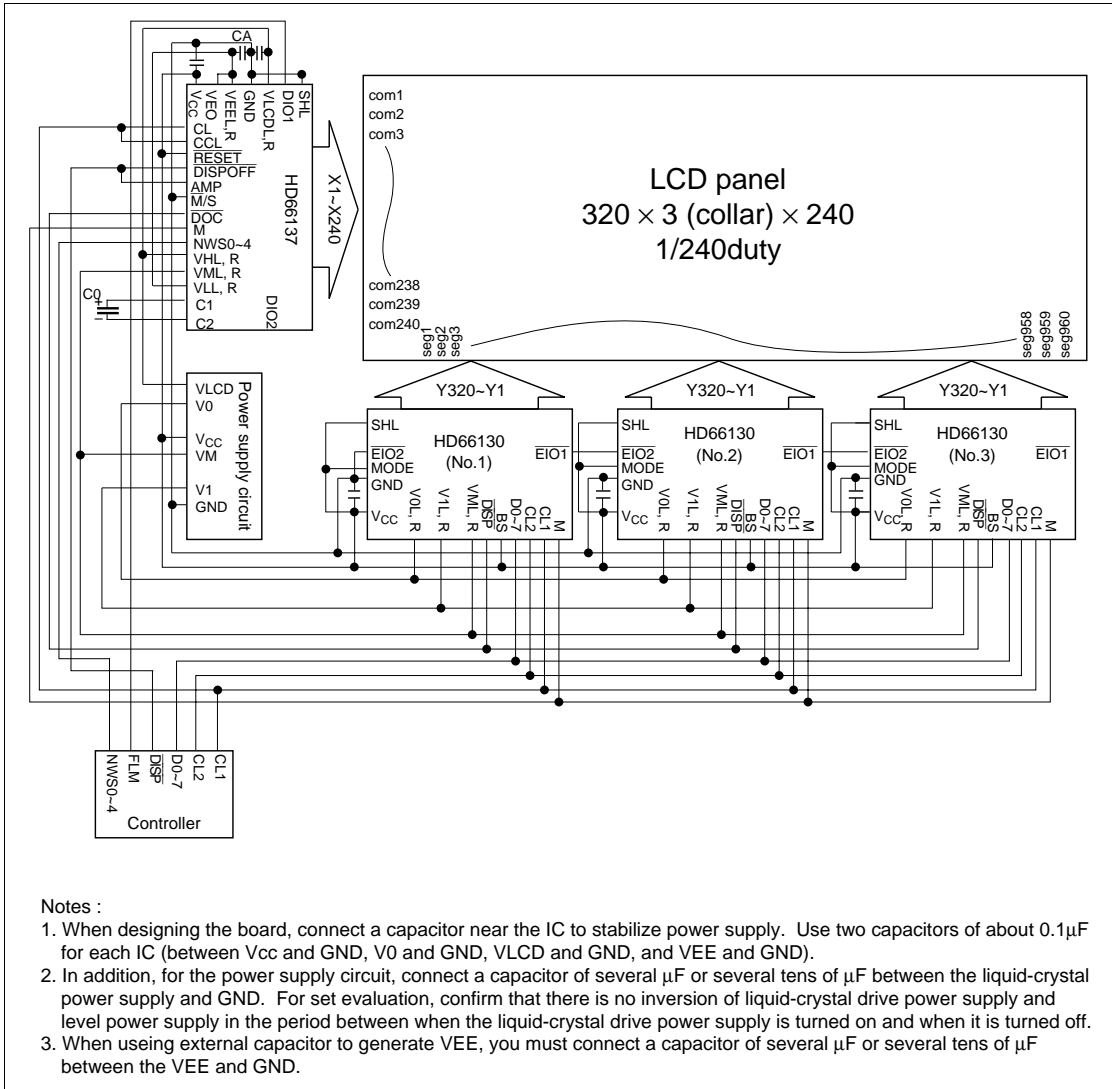 CA
VCC
VEO
VEEL,R
GND
VLCDL,R
DIO1
SHL
CL
CCL
RESET
DISPOFF
AMP
M/S
DOC
M
NWS0~4
VHL, R
VML, R
VLL, R
C1
C2
HD66137
DIO2
C0
+
−
X1~X240
com1
com2
com3
com238
com239
com240
LCD panel
320 × 3 (collar) × 240
1/240duty
seg1
seg2
seg3
seg958
seg959
seg960
VLCD
V0
VCC
VM
V1
GND
Power supply circuit
Y320~Y1
Y320~Y1
Y320~Y1
SHL
EIO2
MODE
GND
VCC
HD66130
(No.1)
EIO1
V0L, R
V1L, R
VML, R
DISP
BS
D0~7
CL2
CL1
M
SHL
EIO2
MODE
GND
VCC
HD66130
(No.2)
EIO1
V0L, R
V1L, R
VML, R
DISP
BS
D0~7
CL2
CL1
M
SHL
EIO2
MODE
GND
VCC
HD66130
(No.3)
EIO1
V0L, R
V1L, R
VML, R
DISP
BS
D0~7
CL2
CL1
M
NWS0~4
FLM
DISP
D0~7
CL2
CL1
Controller
Notes :
1. When designing the board, connect a capacitor near the IC to stabilize power supply. Use two capacitors of about 0.1µF
for each IC (between Vcc and GND, V0 and GND, VLCD and GND, and VEE and GND).
2. In addition, for the power supply circuit, connect a capacitor of several µF or several tens of µF between the liquid-crystal
power supply and GND. For set evaluation, confirm that there is no inversion of liquid-crystal drive power supply and
level power supply in the period between when the liquid-crystal drive power supply is turned on and when it is turned off.
3. When useing external capacitor to generate VEE, you must connect a capacitor of several µF or several tens of µF
between the VEE and GND.